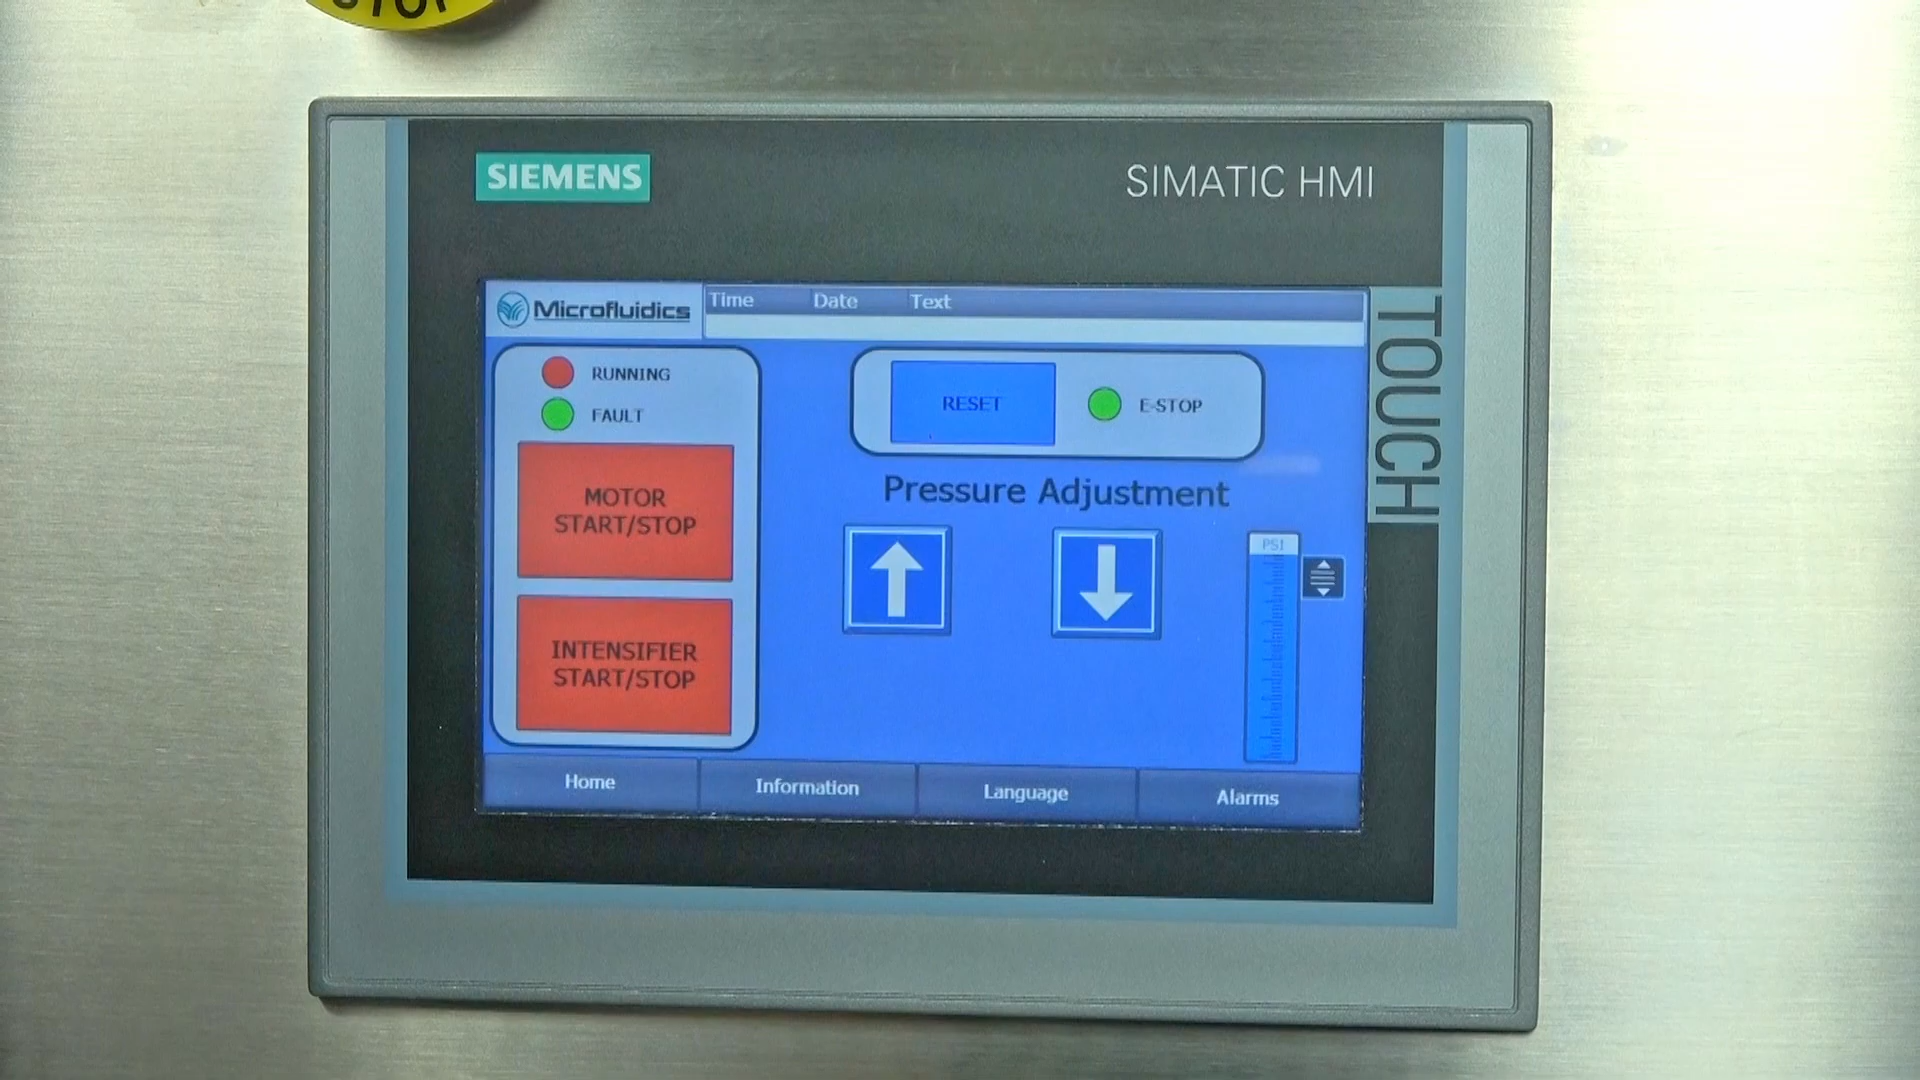 STOP
SIEMENS
SIMATIC HMI
TOUCH
Microfluidics
Time Date Text
RUNNING
FAULT
MOTOR
START/STOP
INTENSIFIER
START/STOP
RESET
E-STOP
Pressure Adjustment
PSI
Home
Information
Language
Alarms